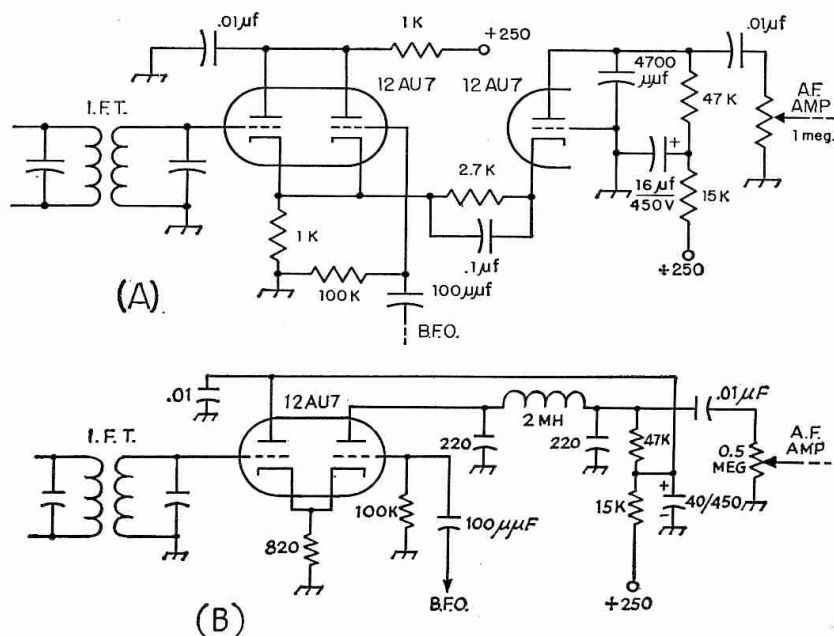 .01µf
1K
+250
.01µf
12AU7
12AU7
4700
µµf
47K
A.F.
AMP
1 meg.
I.F.T.
2.7K
16µf
450V
15K
1K
.1µf
+250
100K
100µµf
(A).
B.F.O.
.01
12AU7
.01µF
2 MH
I.F.T.
220
220
47K
0.5
MEG
A.F.
AMP
+
100K
100µµF
15K
40/450
-
820
B.F.O.
+250
(B)